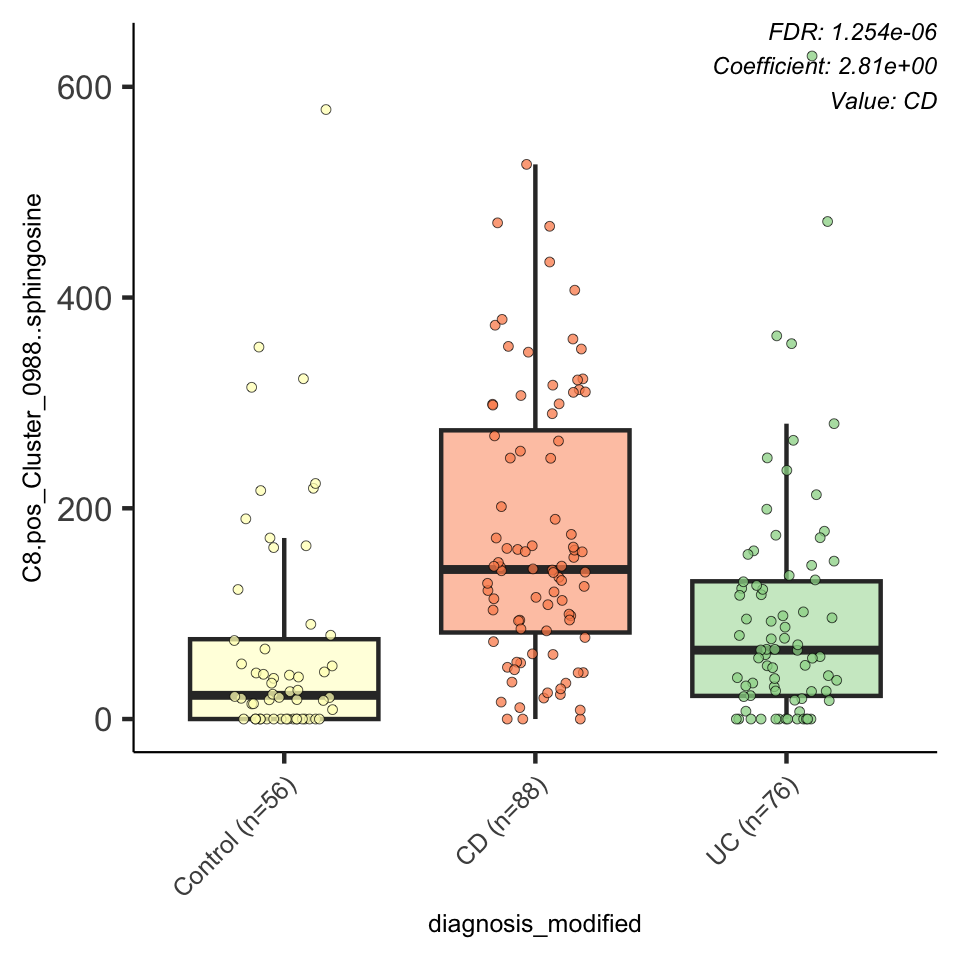 FDR: 1.254e-06
Coefficient: 2.81e+00
Value: CD
C8.pos_Cluster_0988..sphingosine
600
400
200
0
Control (n=56)
CD (n=88)
UC (n=76)
diagnosis_modified